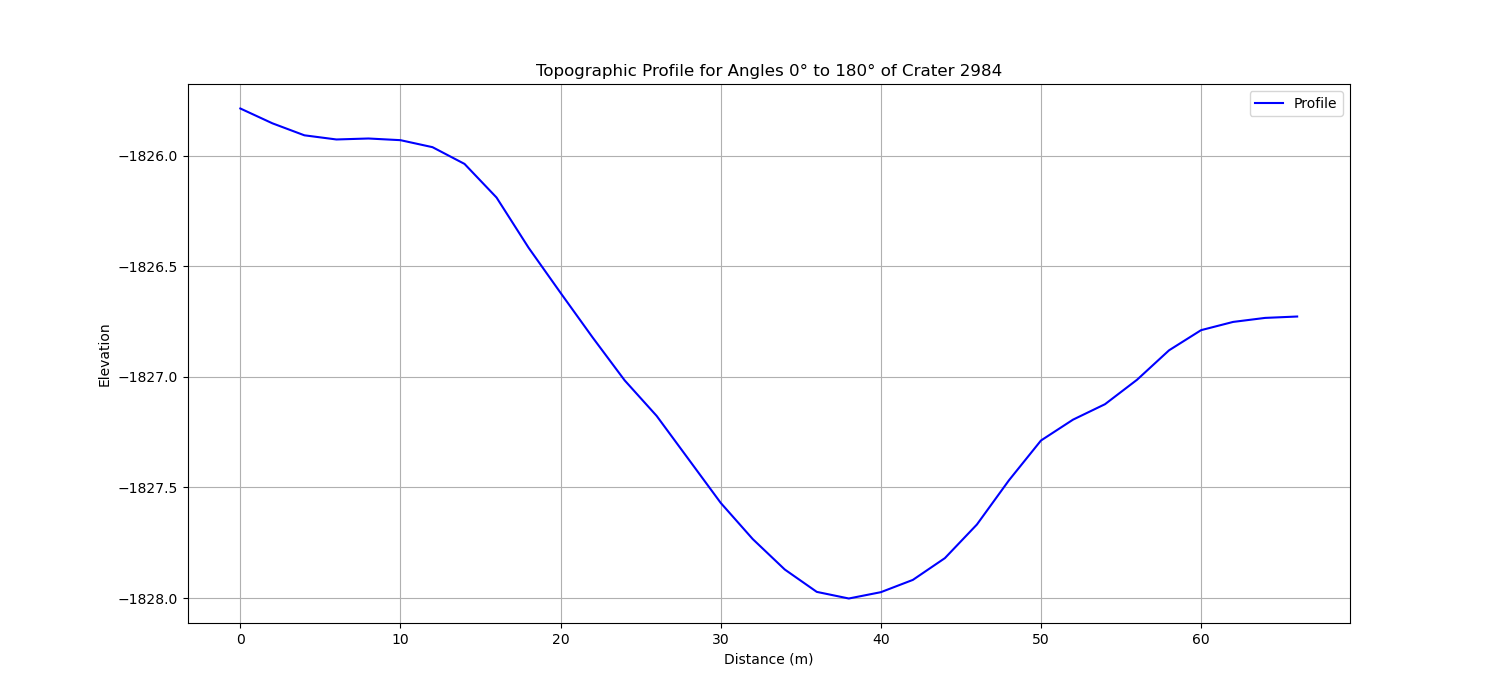 Topographic Profile for Angles 0° to 180° of Crater 2984
Profile
−1826.0
−1826.5
−1827.0
−1827.5
−1828.0
Elevation
0 10 20 30 40 50 60
Distance (m)